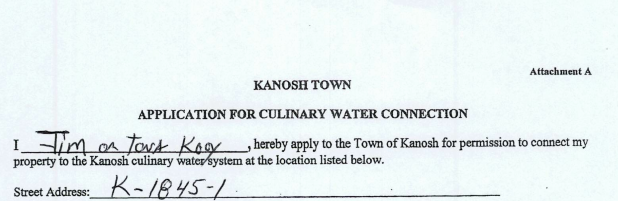 Attachment A
KANOSH TOWN
APPLICATION FOR CULINARY WATER CONNECTION
I Jim or Kay, hereby apply to the Town of Kanosh for permission to connect my
property to the Kanosh culinary water system at the location listed below.
Street Address: K-1845-1